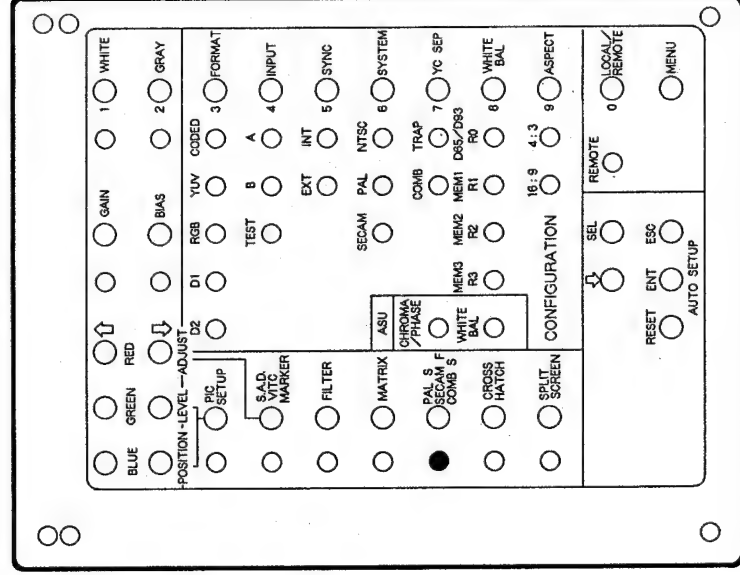 GAIN 1 WHITE
BLUE GREEN RED
BIAS 2 GRAY
POSITION-LEVEL-ADJUST
D2 D1 RGB YUV CODED
PIC
SETUP
3 FORMAT
S.A.D.
VITC
MARKER
TEST B A
4 INPUT
FILTER
EXT INT
5 SYNC
MATRIX
ASU
SECAM PAL NTSC
6 SYSTEM
PAL S
SECAM F
COMB S
CHROMA
/PHASE
COMB TRAP
7 YC SEP
CROSS
HATCH
WHITE
BAL
MEM3 MEM2 MEM1 D65/D93
R3 R2 R1 R0
8 WHITE
BAL
SPLIT
SCREEN
CONFIGURATION
16:9 4:3
9 ASPECT
SEL
REMOTE
0 LOCAL/
REMOTE
RESET ENT ESC
MENU
AUTO SETUP